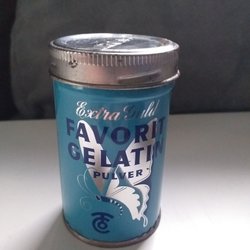 Extra Guld
FAVORIT
GELATIN
PULVER